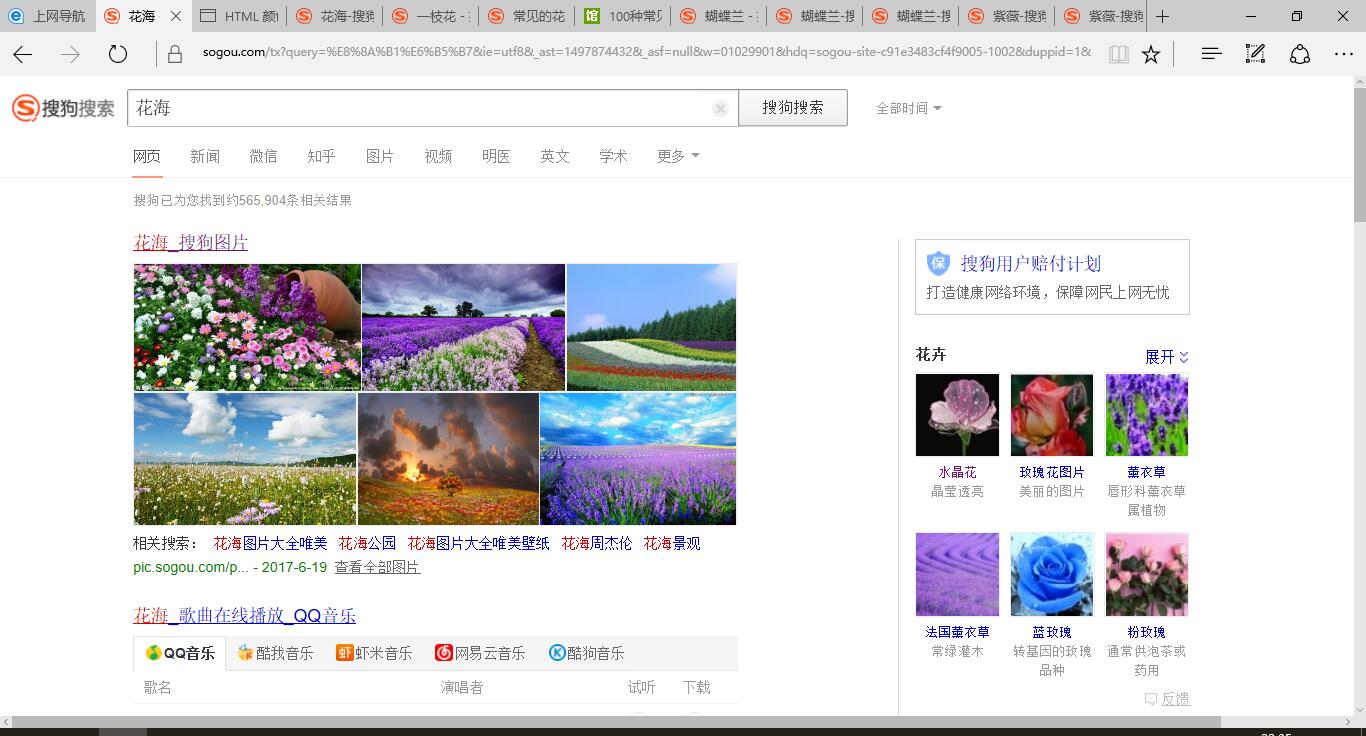 上网导航
花海
HTML 颜
花海-搜狗
一枝花 -
常见的花
100种常
蝴蝶兰 -
蝴蝶兰-搜
蝴蝶兰-搜
紫薇-搜狗
紫薇-搜狗
sogou.com/tx?query=%E8%8A%B1%E6%B5%B7&ie=utf8&_ast=1497874432&_asf=null&w=01029901&hdq=sogou-site-c91e3483cf4f9005-1002&duppid=1&
搜狗搜索
花海
搜狗搜索
全部时间
网页 新闻 微信 知乎 图片 视频 明医 英文 学术 更多
搜狗已为您找到约565,904条相关结果
花海_搜狗图片
相关搜索： 花海图片大全唯美 花海公园 花海图片大全唯美壁纸 花海周杰伦 花海景观
pic.sogou.com/p... - 2017-6-19 查看全部图片
花海_歌曲在线播放_QQ音乐
QQ音乐 酷我音乐 虾米音乐 网易云音乐 酷狗音乐
歌名 演唱者 试听 下载
保 搜狗用户赔付计划
打造健康网络环境，保障网民上网无忧
花卉 展开
水晶花 玫瑰花图片 薰衣草
晶莹透亮 美丽的图片 唇形科薰衣草
属植物
法国薰衣草 蓝玫瑰 粉玫瑰
常绿灌木 转基因的玫瑰 通常供泡茶或
品种 药用
反馈